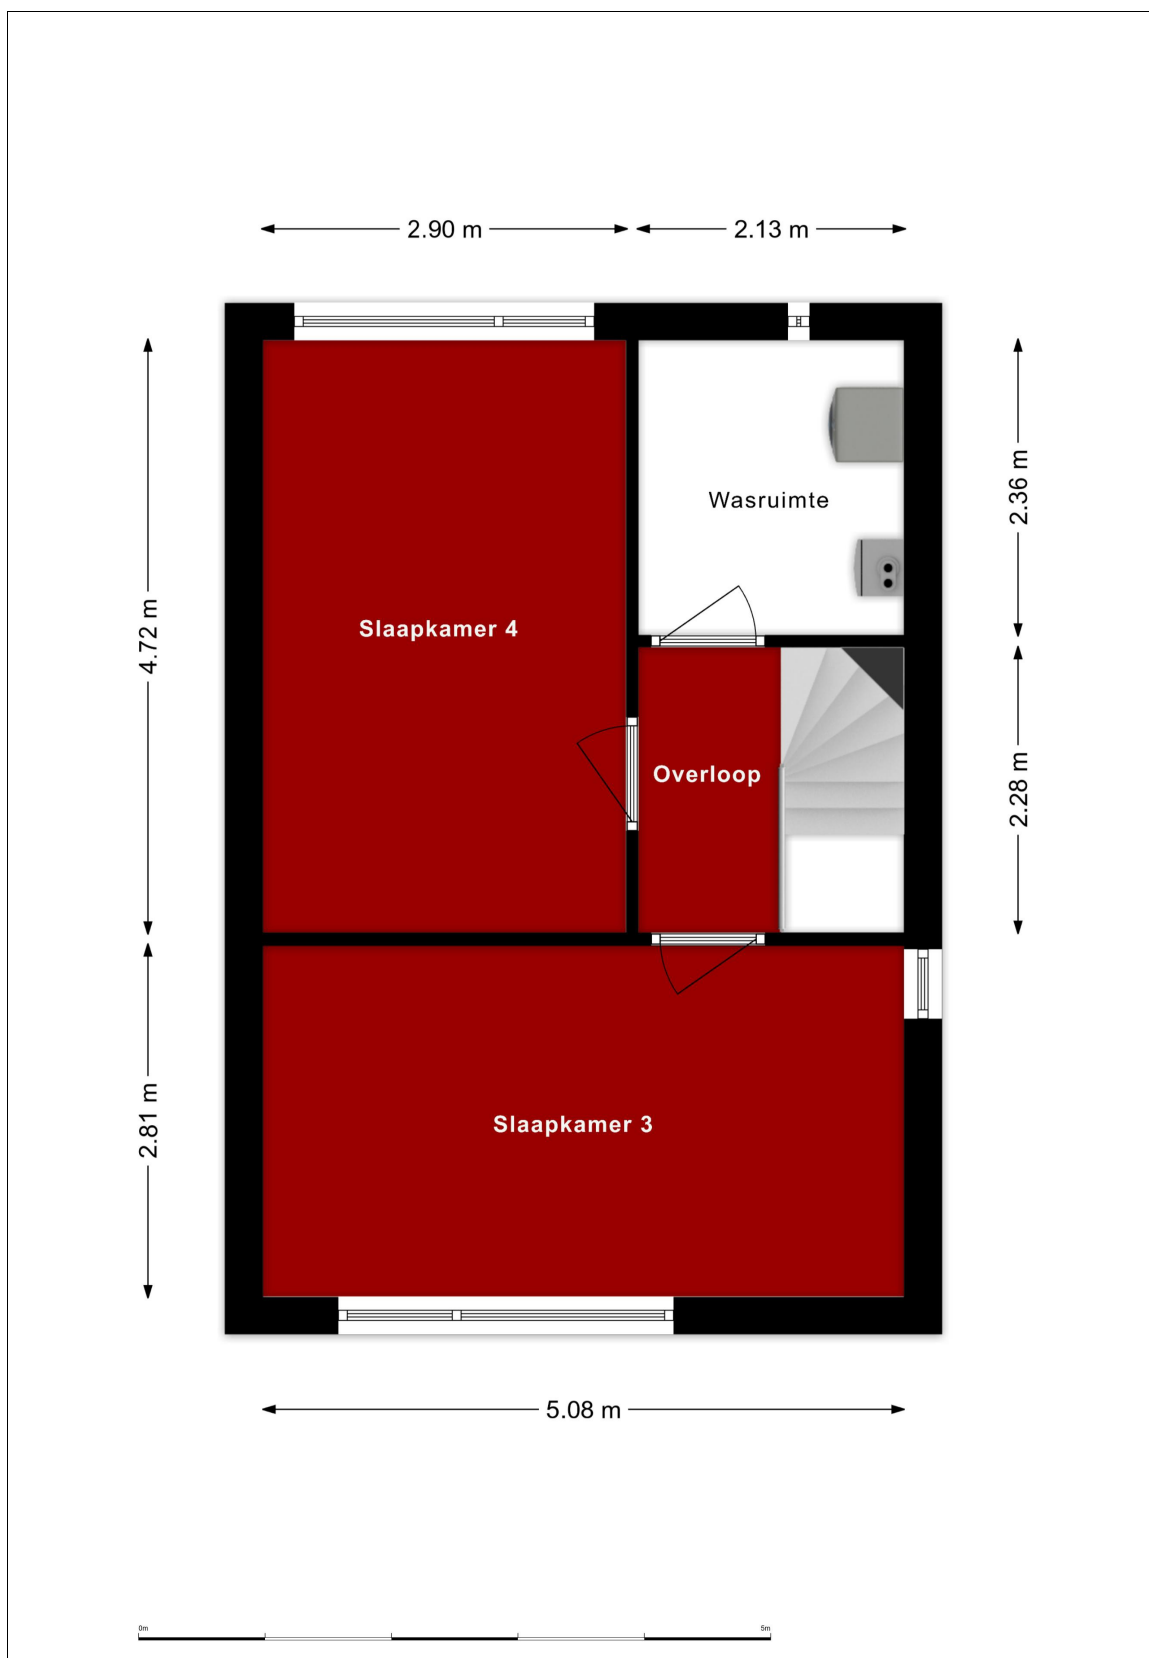 2.90 m
2.13 m
2.36 m
Wasruimte
4.72 m
Slaapkamer 4
Overloop
2.28 m
2.81 m
Slaapkamer 3
5.08 m
0m
5m